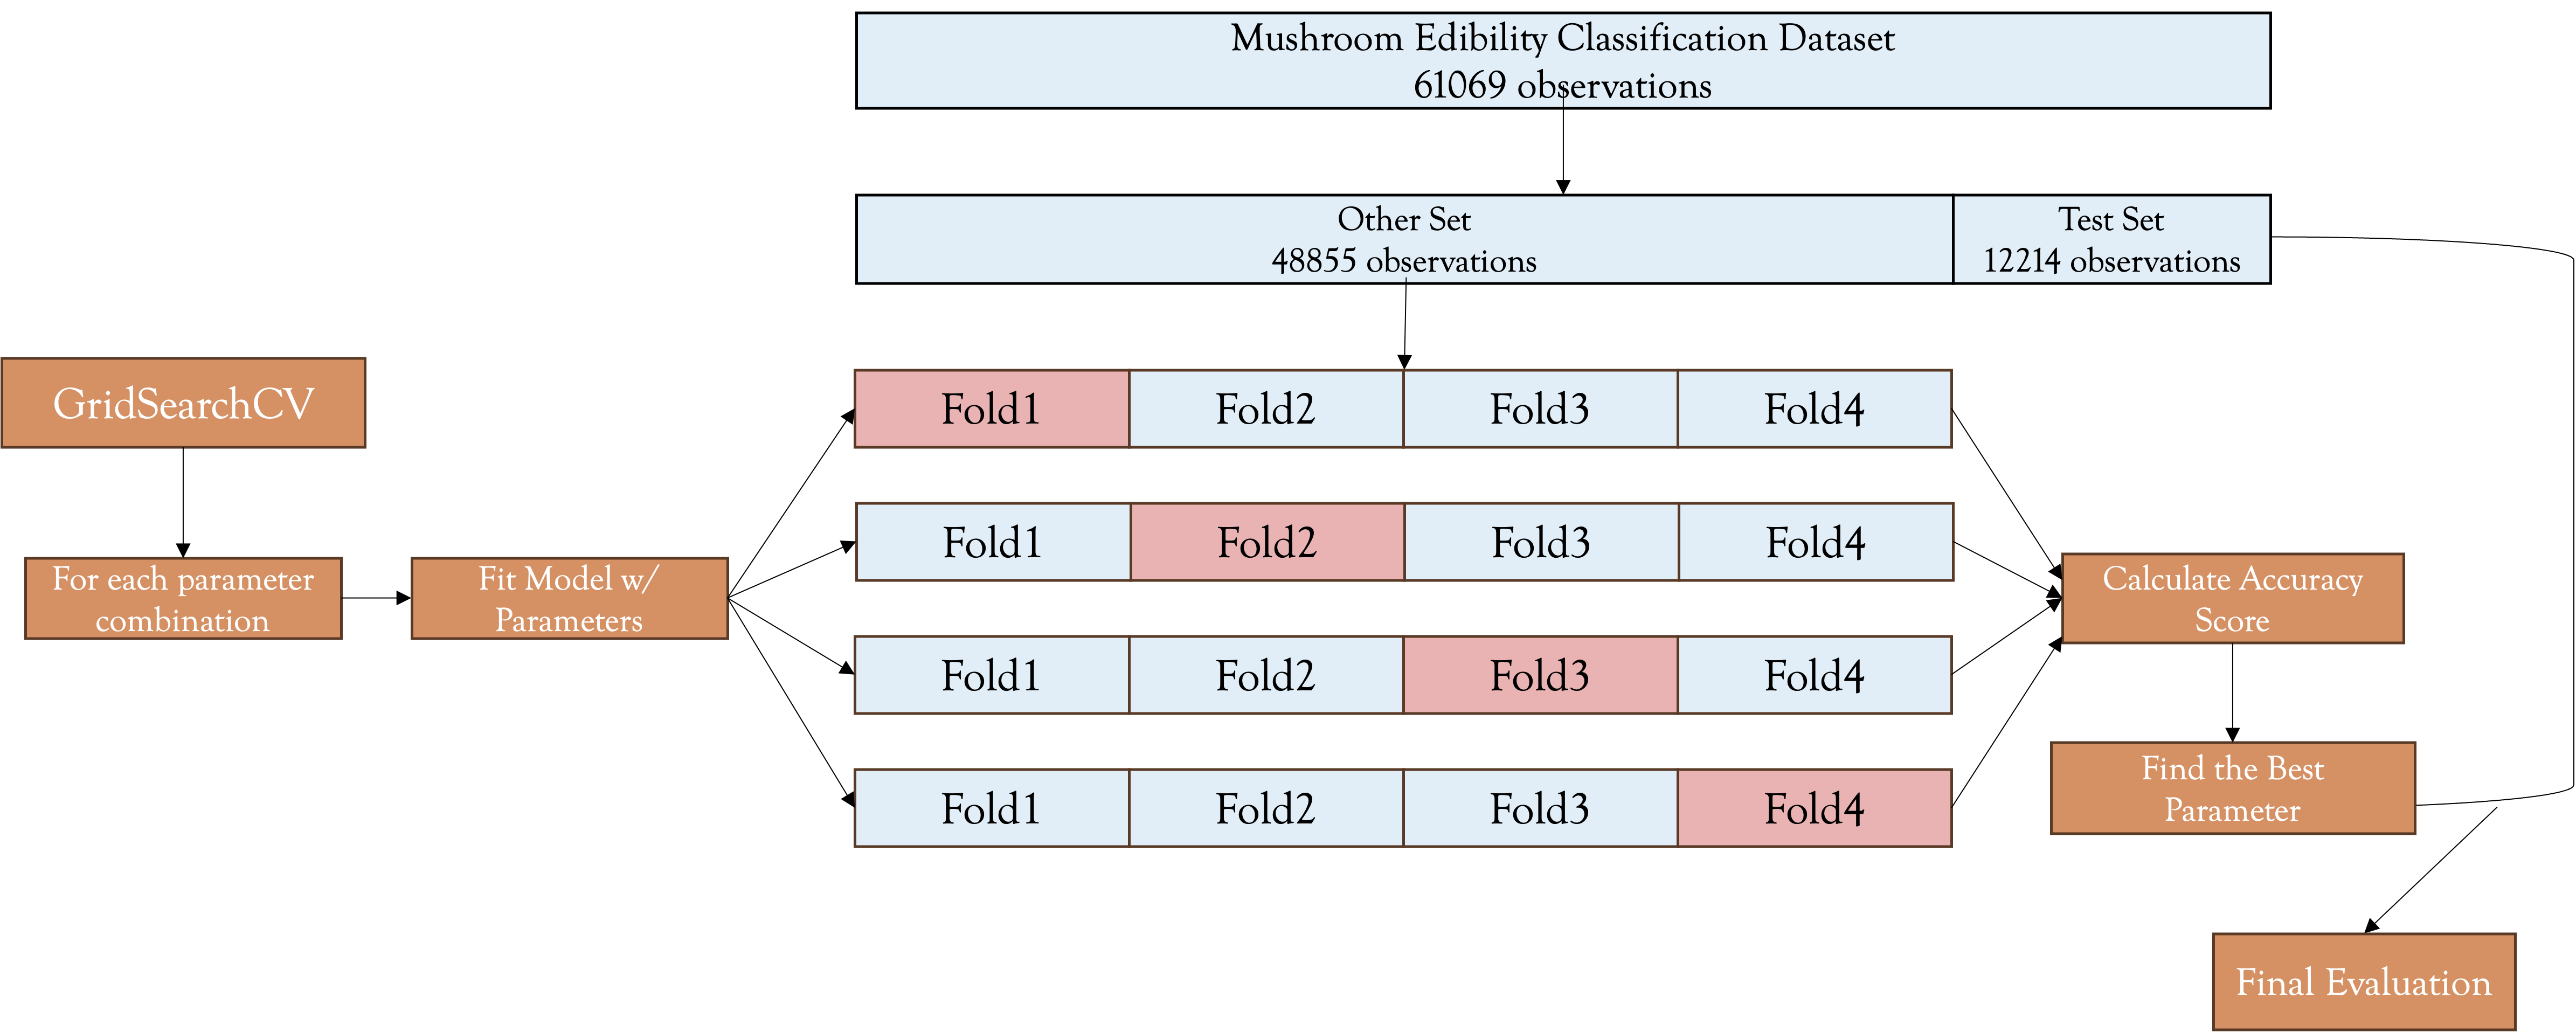 Mushroom Edibility Classification Dataset
61069 observations
Other Set
48855 observations
Test Set
12214 observations
GridSearchCV
For each parameter
combination
Fit Model w/
Parameters
Fold1 Fold2 Fold3 Fold4
Fold1 Fold2 Fold3 Fold4
Fold1 Fold2 Fold3 Fold4
Fold1 Fold2 Fold3 Fold4
Calculate Accuracy
Score
Find the Best
Parameter
Final Evaluation